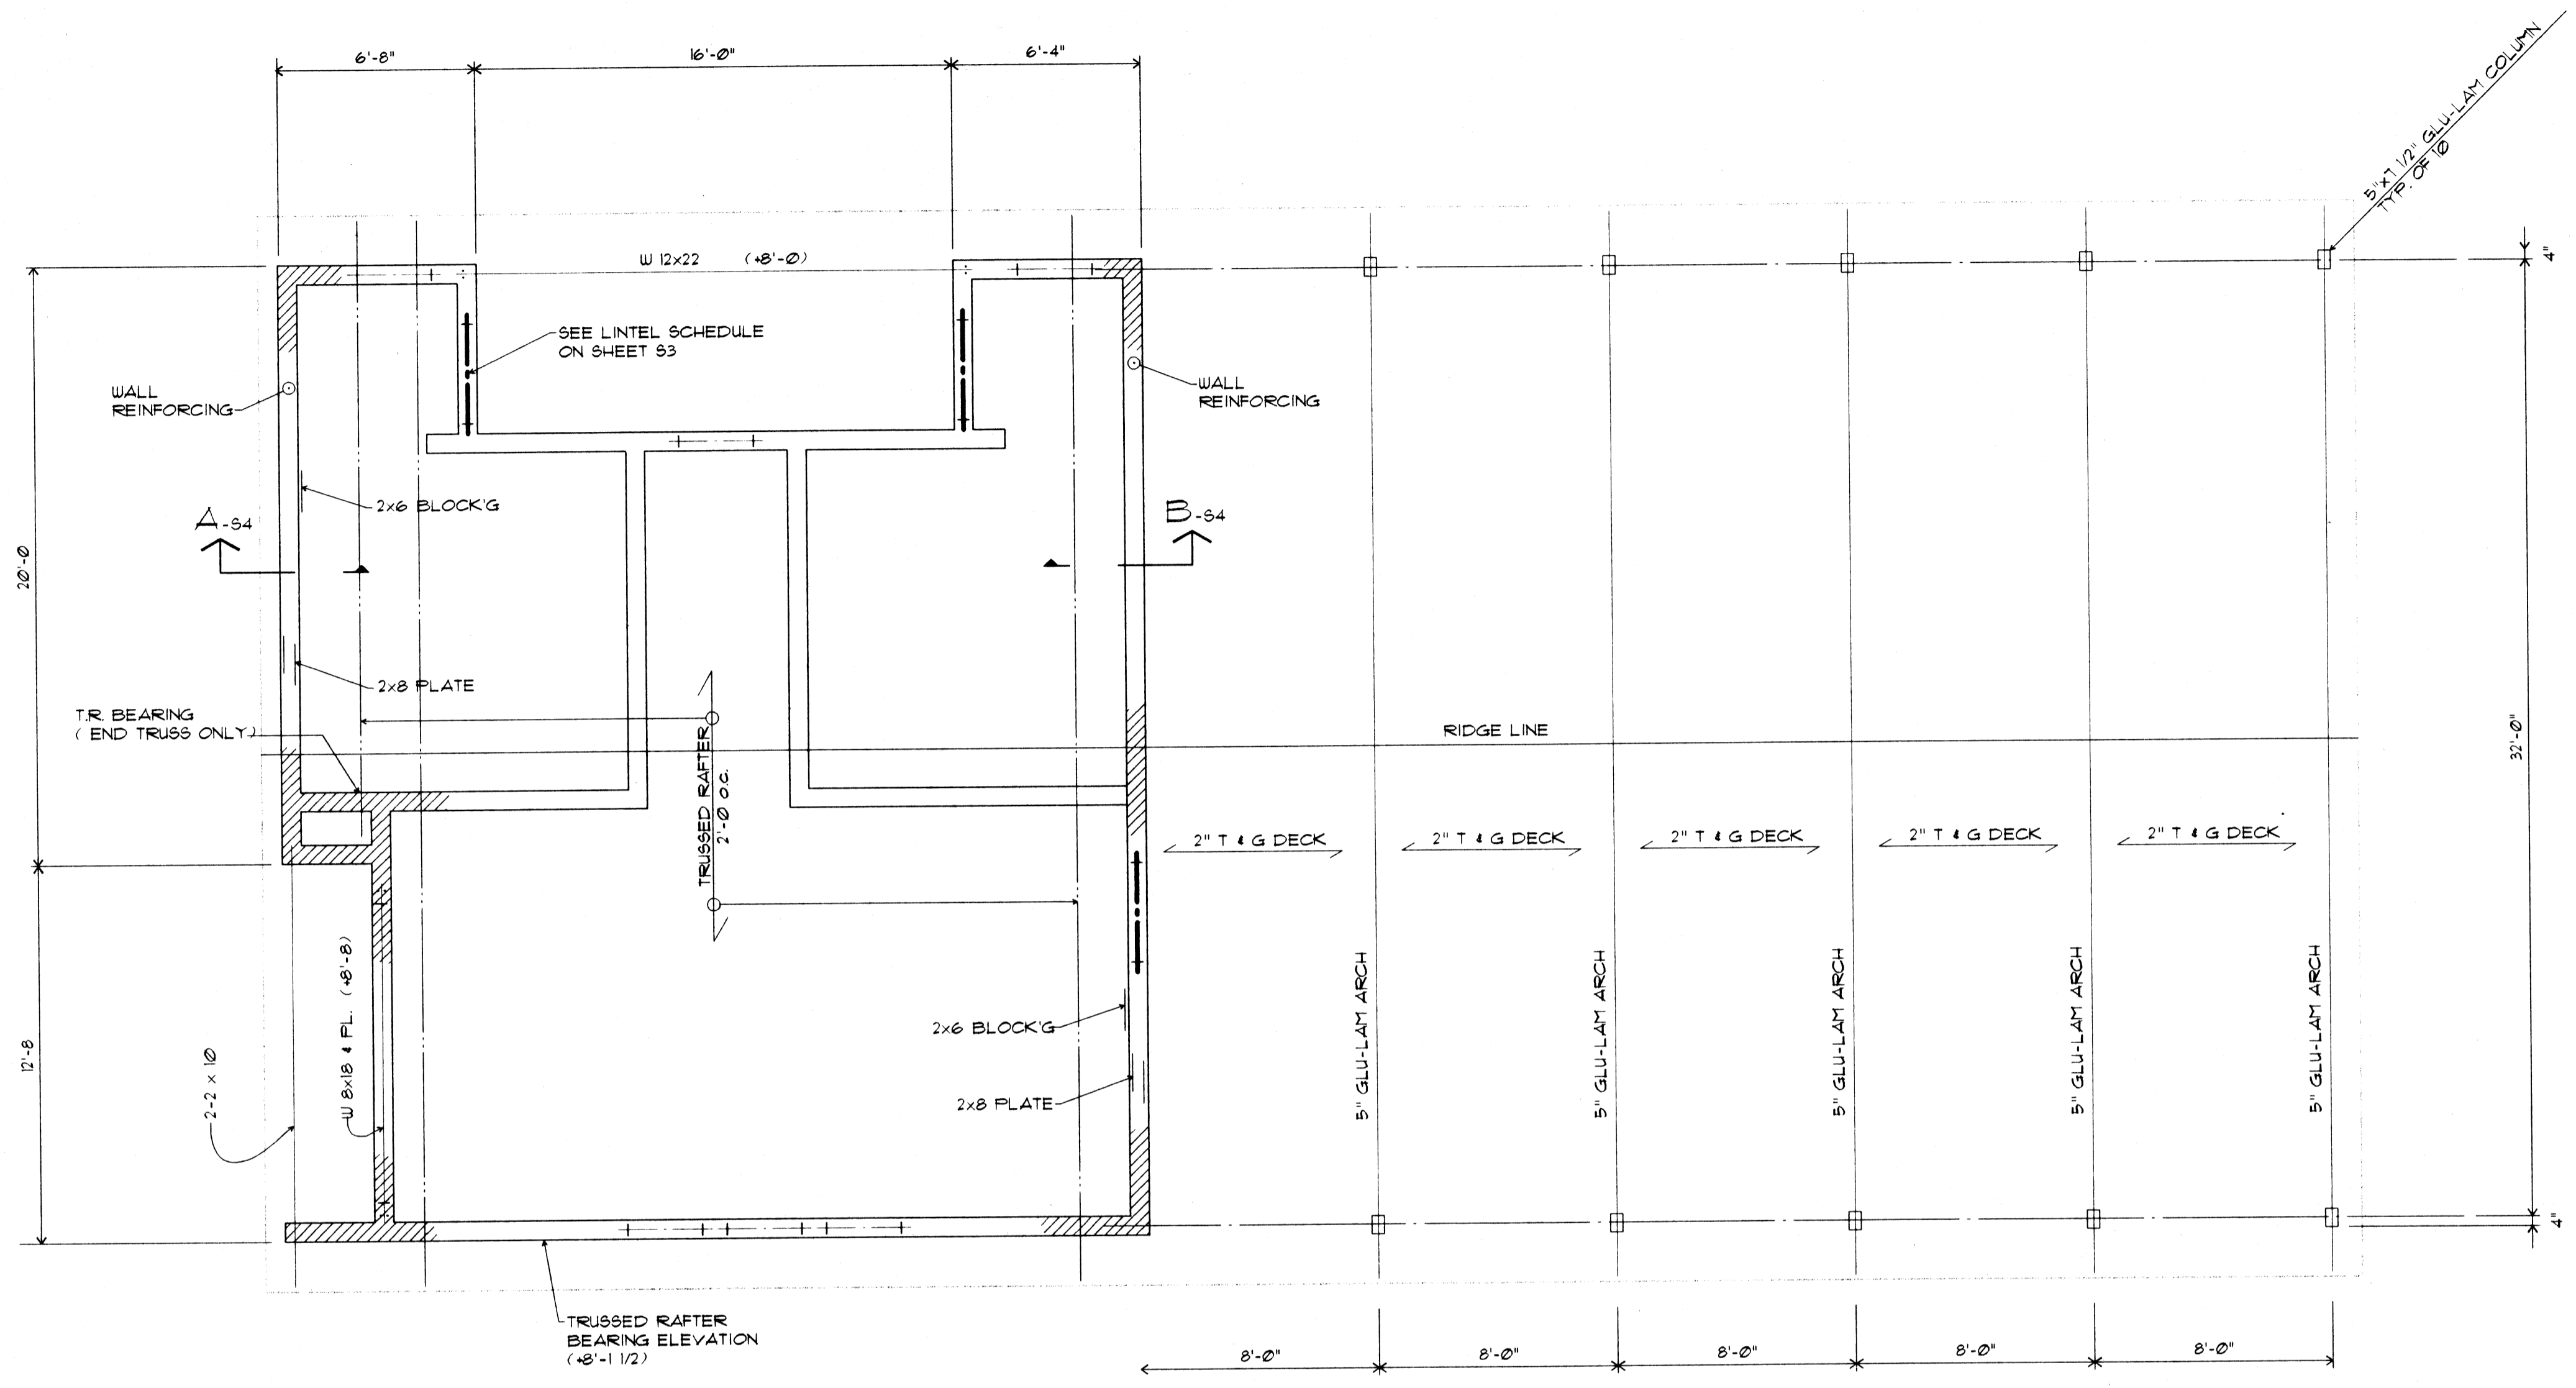 6'-8"
16'-0"
6'-4"
5"x7 1/2" GLU-LAM COLUMN
TYP. OF 10
4"
W 12x22 (+8'-0)
SEE LINTEL SCHEDULE
ON SHEET S3
WALL
REINFORCING
WALL
REINFORCING
2x6 BLOCK'G
A-S4
B-S4
20'-0
2x8 PLATE
T.R. BEARING
( END TRUSS ONLY )
TRUSSED RAFTER
2'-0 O.C.
RIDGE LINE
32'-0"
2" T & G DECK
2" T & G DECK
2" T & G DECK
2" T & G DECK
2" T & G DECK
12'-8
2-2 x 10
W 8x18 & PL. (+8'-8)
2x6 BLOCK'G
2x8 PLATE
5" GLU-LAM ARCH
5" GLU-LAM ARCH
5" GLU-LAM ARCH
5" GLU-LAM ARCH
5" GLU-LAM ARCH
4"
TRUSSED RAFTER
BEARING ELEVATION
(+8'-1 1/2)
8'-0"
8'-0"
8'-0"
8'-0"
8'-0"